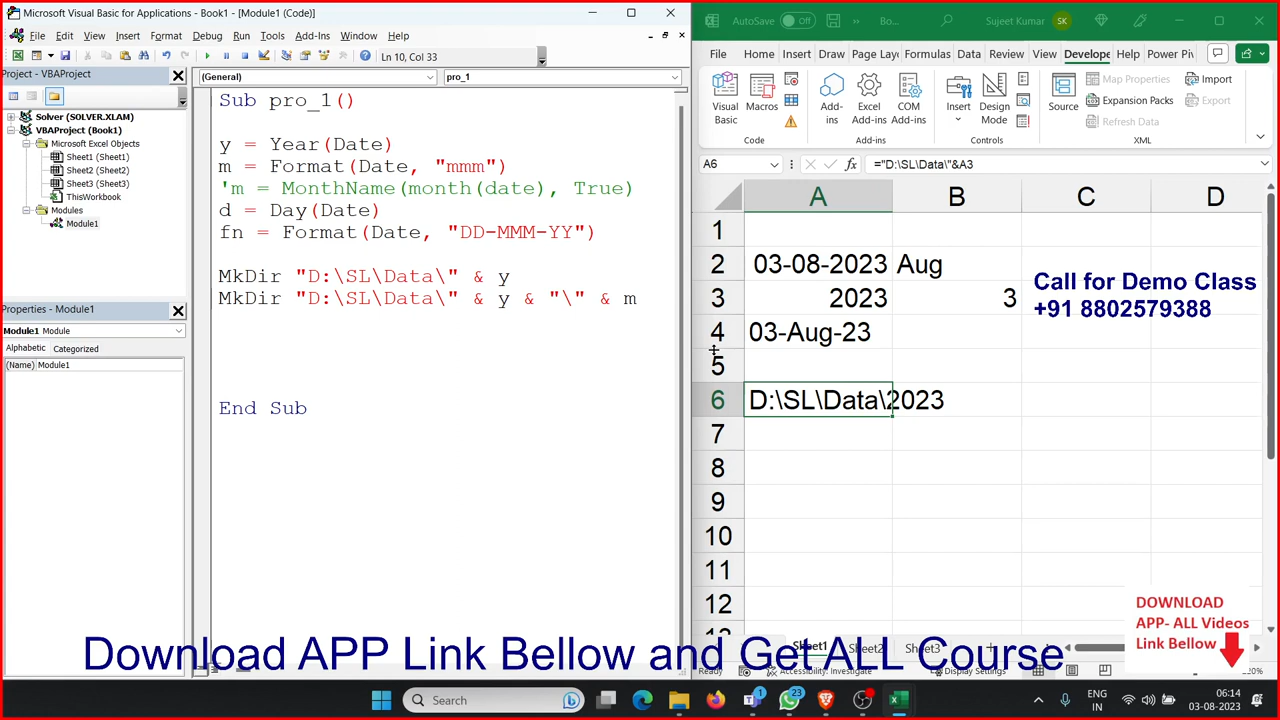 Microsoft Visual Basic for Applications - Book1 - [Module1 (Code)]
File Edit View Insert Format Debug Run Tools Add-Ins Window Help
Ln 10, Col 33
Project - VBAProject
Solver (SOLVER.XLAM)
VBAProject (Book1)
Microsoft Excel Objects
Sheet1 (Sheet1)
Sheet2 (Sheet2)
Sheet3 (Sheet3)
ThisWorkbook
Modules
Module1
Properties - Module1
Module1 Module
Alphabetic Categorized
(Name) Module1
(General) pro_1
Sub pro_1()
y = Year(Date)
m = Format(Date, "mmm")
'm = MonthName(month(date), True)
d = Day(Date)
fn = Format(Date, "DD-MMM-YY")
MkDir "D:\SL\Data\" & y
MkDir "D:\SL\Data\" & y & "\" & m
End Sub
AutoSave Off Bo... Sujeet Kumar SK
File Home Insert Draw Page Lay Formulas Data Review View Develope Help Power Piv
Visual Basic
Macros
Code
Add-ins
Excel Add-ins
COM Add-ins
Add-ins
Insert
Design Mode
Controls
Source
Map Properties
Expansion Packs
Refresh Data
Import
Export
XML
A6 fx ="D:\SL\Data\"&A3
A B C D
1
2 03-08-2023 Aug
3 2023 3
4 03-Aug-23
5
6 D:\SL\Data\2023
7
8
9
10
11
12
Call for Demo Class
+91 8802579388
DOWNLOAD
APP- ALL Videos
Link Bellow
Sheet1 Sheet2 Sheet3
Display Settings
Download APP Link Bellow and Get ALL Course
Search
1
23
ENG
IN
06:14
03-08-2023